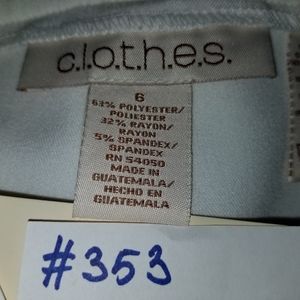 c.l.o.t.h.e.s.
6
63% POLYESTER/
POLIESTER
32% RAYON/
RAYON
5% SPANDEX/
SPANDEX
RN 54050
MADE IN
GUATEMALA/
HECHO EN
GUATEMALA
#353